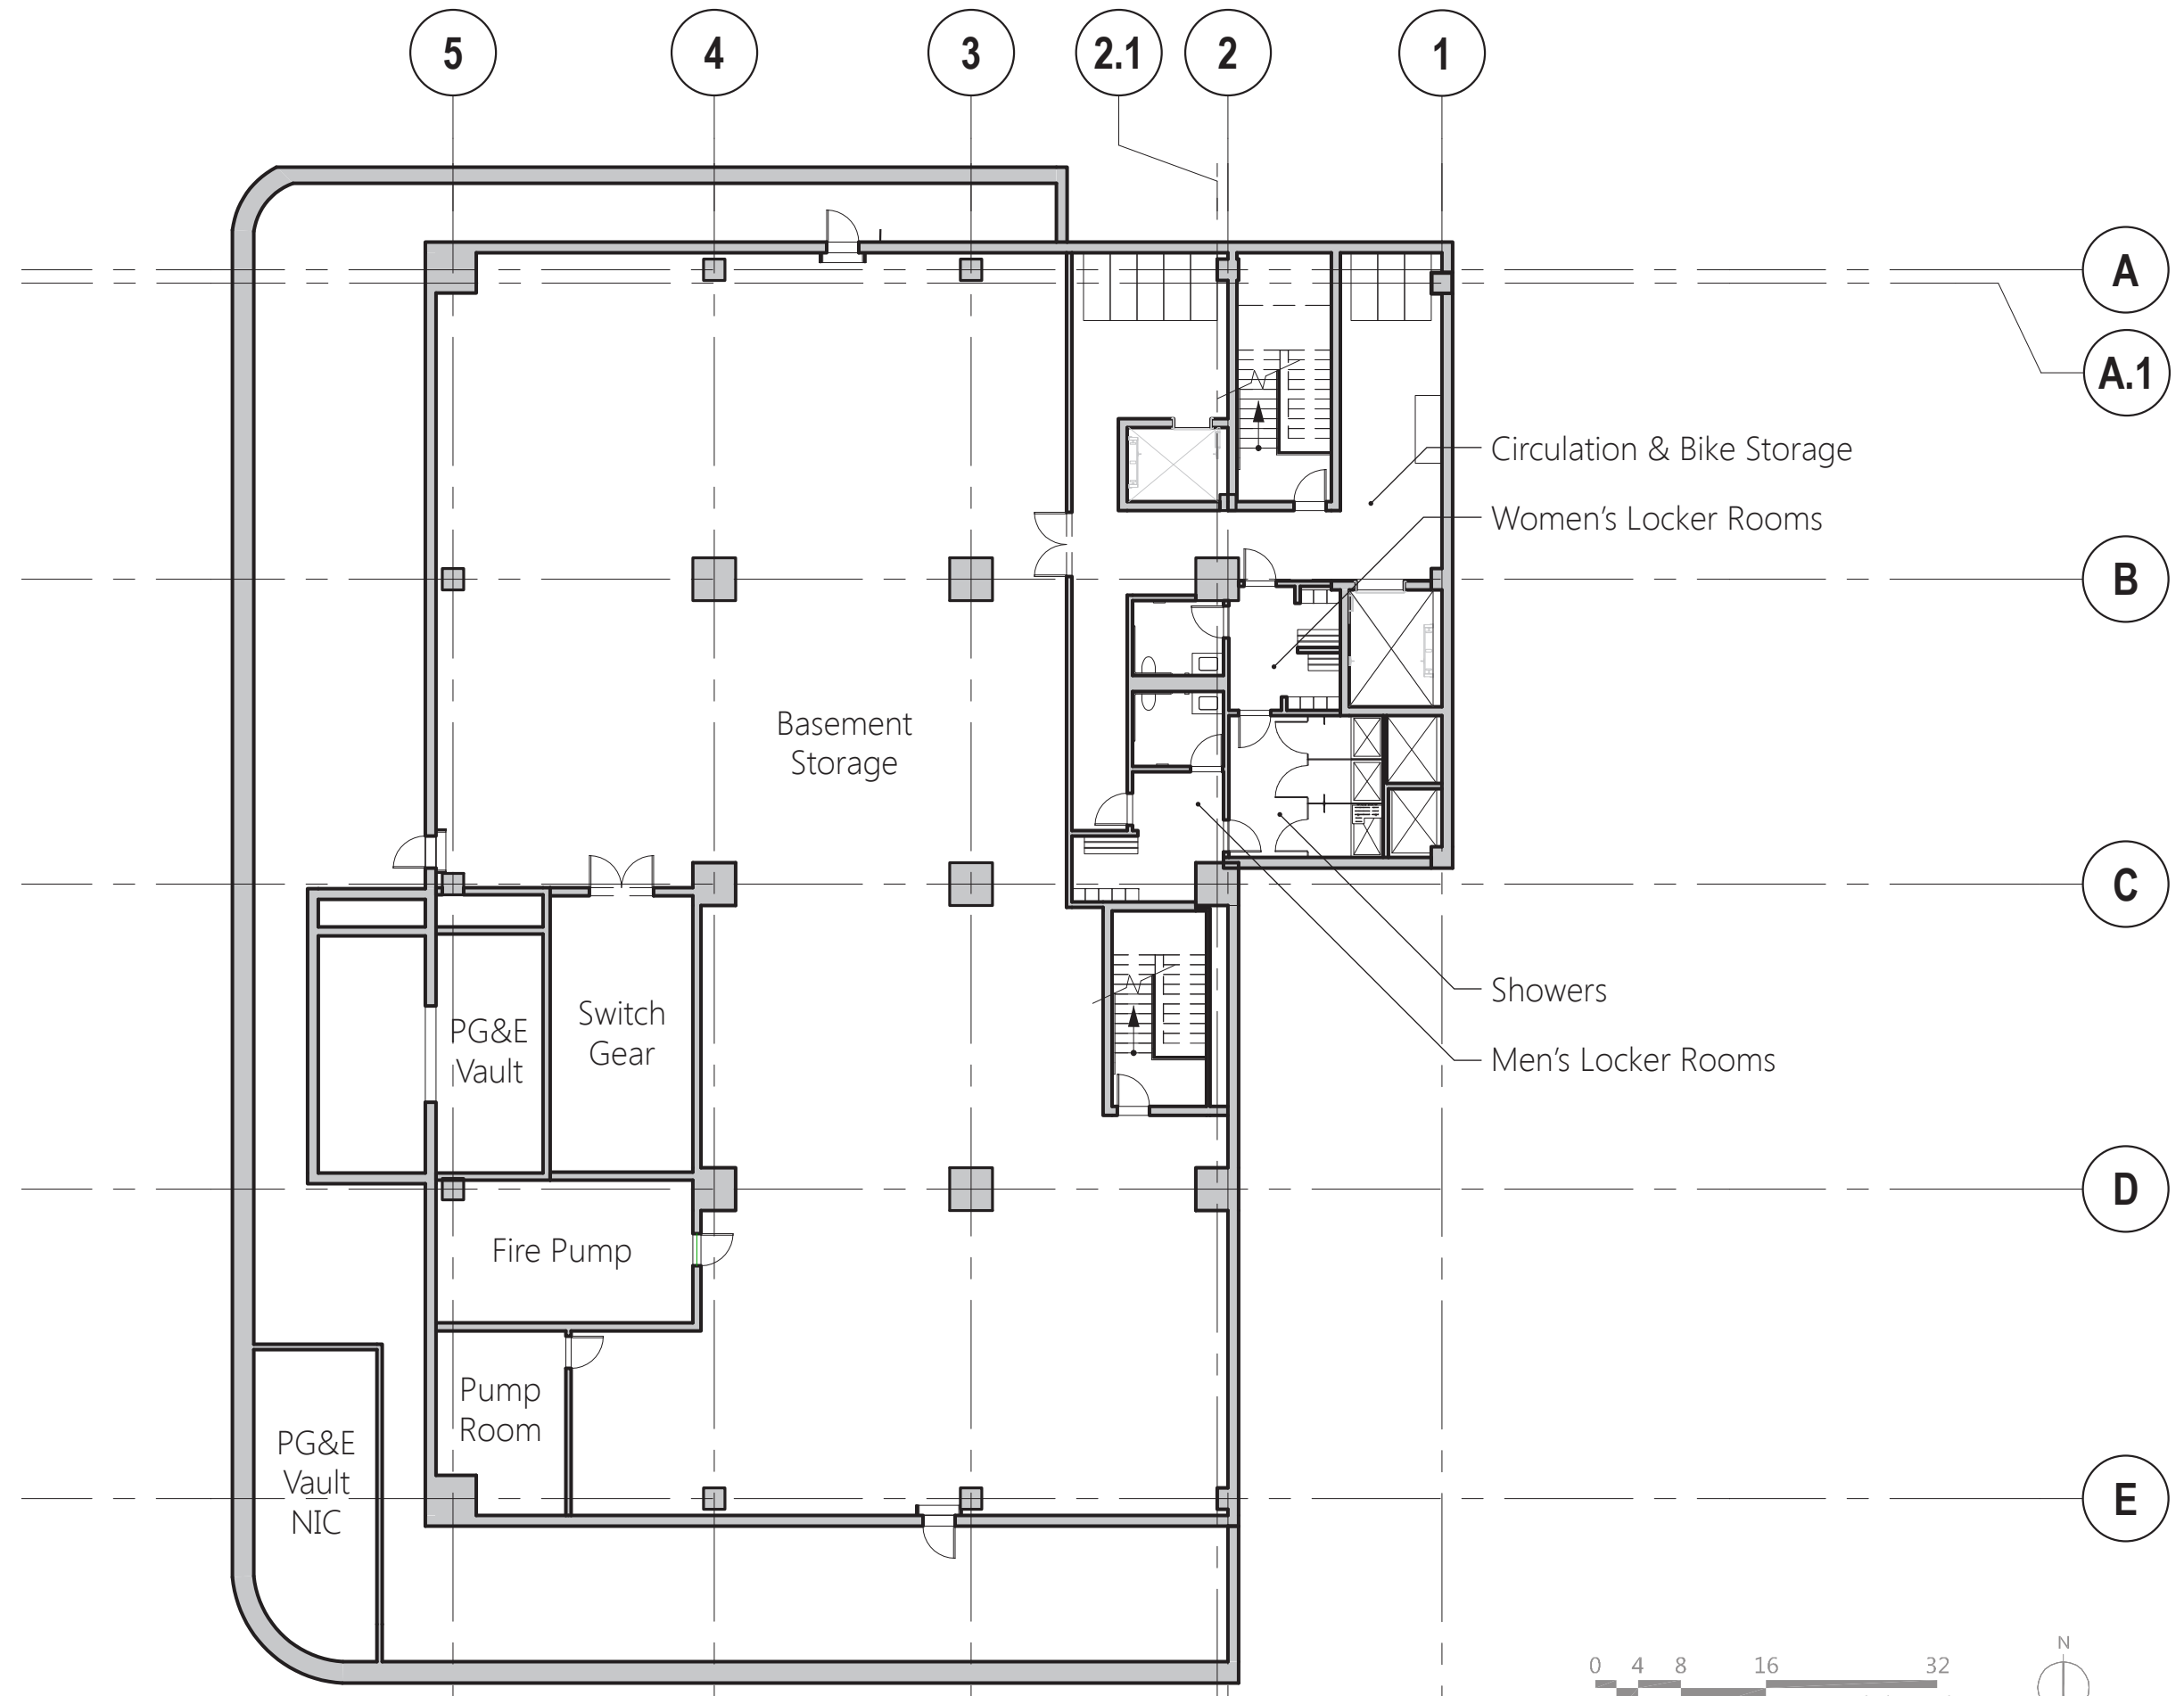 5 4 3 2.1 2 1
A
A.1
Circulation & Bike Storage
Women's Locker Rooms
B
Basement
Storage
C
Showers
Switch
Gear
PG&E
Vault
Men's Locker Rooms
D
Fire Pump
Pump
Room
PG&E
Vault
NIC
E
N
0 4 8 16 32